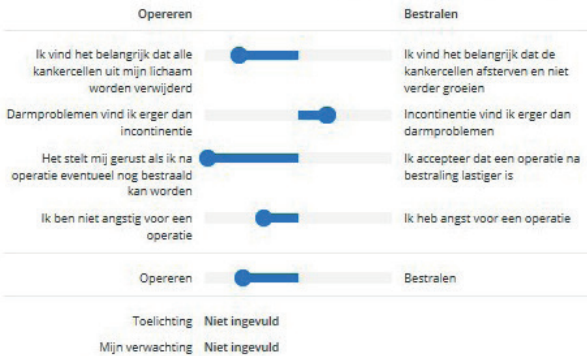 Opereren
Bestralen
Ik vind het belangrijk dat alle
kankercellen uit mijn lichaam
worden verwijderd
Ik vind het belangrijk dat de
kankercellen afsterven en niet
verder groeien
Darmproblemen vind ik erger dan
incontinentie
Incontinentie vind ik erger dan
darmproblemen
Het stelt mij gerust als ik na
operatie eventueel nog bestraald
kan worden
Ik accepteer dat een operatie na
bestraling lastiger is
Ik ben niet angstig voor een
operatie
Ik heb angst voor een operatie
Opereren
Bestralen
Toelichting Niet ingevuld
Mijn verwachting Niet ingevuld